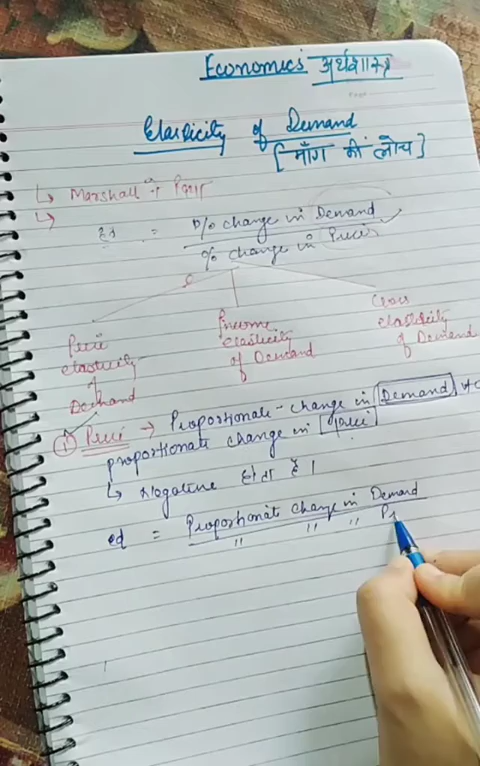 Economics अर्थशास्त्र
Elasticity of Demand
[माँग की लोच]
↳ Marshall ने दिया
↳
= % change in Demand
% change in Price
Price
elasticity
of
Demand
Income
elasticity
of Demand
Cross
elasticity
of Demand
① Price → Proportionate change in Demand
proportionate change in price
↳ Negative होता है।
ed = Proportionate change in Demand
" " " Pr